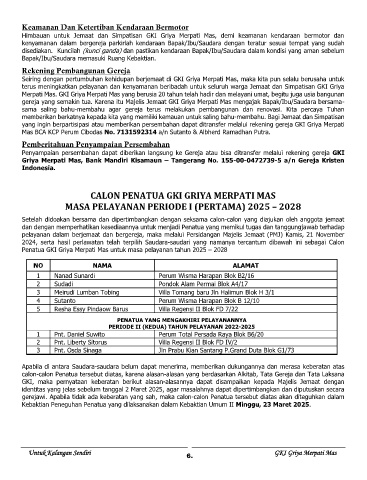 Keamanan Dan Ketertiban Kendaraan Bermotor
Himbauan untuk Jemaat dan Simpatisan GKI Griya Merpati Mas, demi keamanan kendaraan bermotor dan
kenyamanan dalam bergereja parkirlah kendaraan Bapak/Ibu/Saudara dengan teratur sesuai tempat yang sudah
disediakan. Kuncilah (kunci ganda) dan pastikan kendaraan Bapak/Ibu/Saudara dalam kondisi yang aman sebelum
Bapak/Ibu/Saudara memasuki Ruang Kebaktian.
Rekening Pembangunan Gereja
Seiring dengan pertumbuhan kehidupan berjemaat di GKI Griya Merpati Mas, maka kita pun selalu berusaha untuk
terus meningkatkan pelayanan dan kenyamanan beribadah untuk seluruh warga Jemaat dan Simpatisan GKI Griya
Merpati Mas. GKI Griya Merpati Mas yang berusia 20 tahun telah hadir dan melayani umat, begitu juga usia bangunan
gereja yang semakin tua. Karena itu Majelis Jemaat GKI Griya Merpati Mas mengajak Bapak/Ibu/Saudara bersama-
sama saling bahu-membahu agar gereja terus melakukan pembangunan dan renovasi. Kita percaya Tuhan
memberikan berkatnya kepada kita yang memiliki kemauan untuk saling bahu-membahu. Bagi Jemaat dan Simpatisan
yang ingin berpartisipasi atau memberikan persembahan dapat ditransfer melalui rekening gereja GKI Griya Merpati
Mas BCA KCP Perum Cibodas No. 7131592314 a/n Sutanto & Albherd Ramadhan Putra.
Pemberitahuan Penyampaian Persembahan
Penyampaian persembahan dapat diberikan langsung ke Gereja atau bisa ditransfer melalui rekening gereja GKI
Griya Merpati Mas, Bank Mandiri Kisamaun – Tangerang No. 155-00-0472739-5 a/n Gereja Kristen
Indonesia.
CALON PENATUA GKI GRIYA MERPATI MAS
MASA PELAYANAN PERIODE I (PERTAMA) 2025 – 2028
Setelah didoakan bersama dan dipertimbangkan dengan seksama calon-calon yang diajukan oleh anggota jemaat
dan dengan memperhatikan kesediaannya untuk menjadi Penatua yang memikul tugas dan tanggungjawab terhadap
pelayanan dalam berjemaat dan bergereja, maka melalui Persidangan Majelis Jemaat (PMJ) Kamis, 21 November
2024, serta hasil perlawatan telah terpilih Saudara-saudari yang namanya tercantum dibawah ini sebagai Calon
Penatua GKI Griya Merpati Mas untuk masa pelayanan tahun 2025 – 2028
NO NAMA ALAMAT
1 Nanad Sunardi Perum Wisma Harapan Blok B2/16
2 Sudadi Pondok Alam Permai Blok A4/17
3 Meirudi Lumban Tobing Villa Tomang baru Jln Halimun Blok H 3/1
4 Sutanto Perum Wisma Harapan Blok B 12/10
5 Resha Essy Pindaow Barus Villa Regensi II Blok FD 7/22
PENATUA YANG MENGAKHIRI PELAYANANNYA
PERIODE II (KEDUA) TAHUN PELAYANAN 2022-2025
1 Pnt. Daniel Suwito Perum Total Persada Raya Blok B6/20
2 Pnt. Liberty Sitorus Villa Regensi II Blok FD IV/2
3 Pnt. Osda Sinaga Jln Prabu Kian Santang P.Grand Duta Blok G1/73
Apabila di antara Saudara-saudara belum dapat menerima, memberikan dukungannya dan merasa keberatan atas
calon-calon Penatua tersebut diatas, karena alasan-alasan yang berdasarkan Alkitab, Tata Gereja dan Tata Laksana
GKI, maka pernyataan keberatan berikut alasan-alasannya dapat disampaikan kepada Majelis Jemaat dengan
identitas yang jelas sebelum tanggal 2 Maret 2025, agar masalahnya dapat dipertimbangkan dan diputuskan secara
gerejawi. Apabila tidak ada keberatan yang sah, maka calon-calon Penatua tersebut diatas akan diteguhkan dalam
Kebaktian Peneguhan Penatua yang dilaksanakan dalam Kebaktian Umum II Minggu, 23 Maret 2025.
Untuk Kalangan Sendiri 6. GKI Griya Merpati Mas